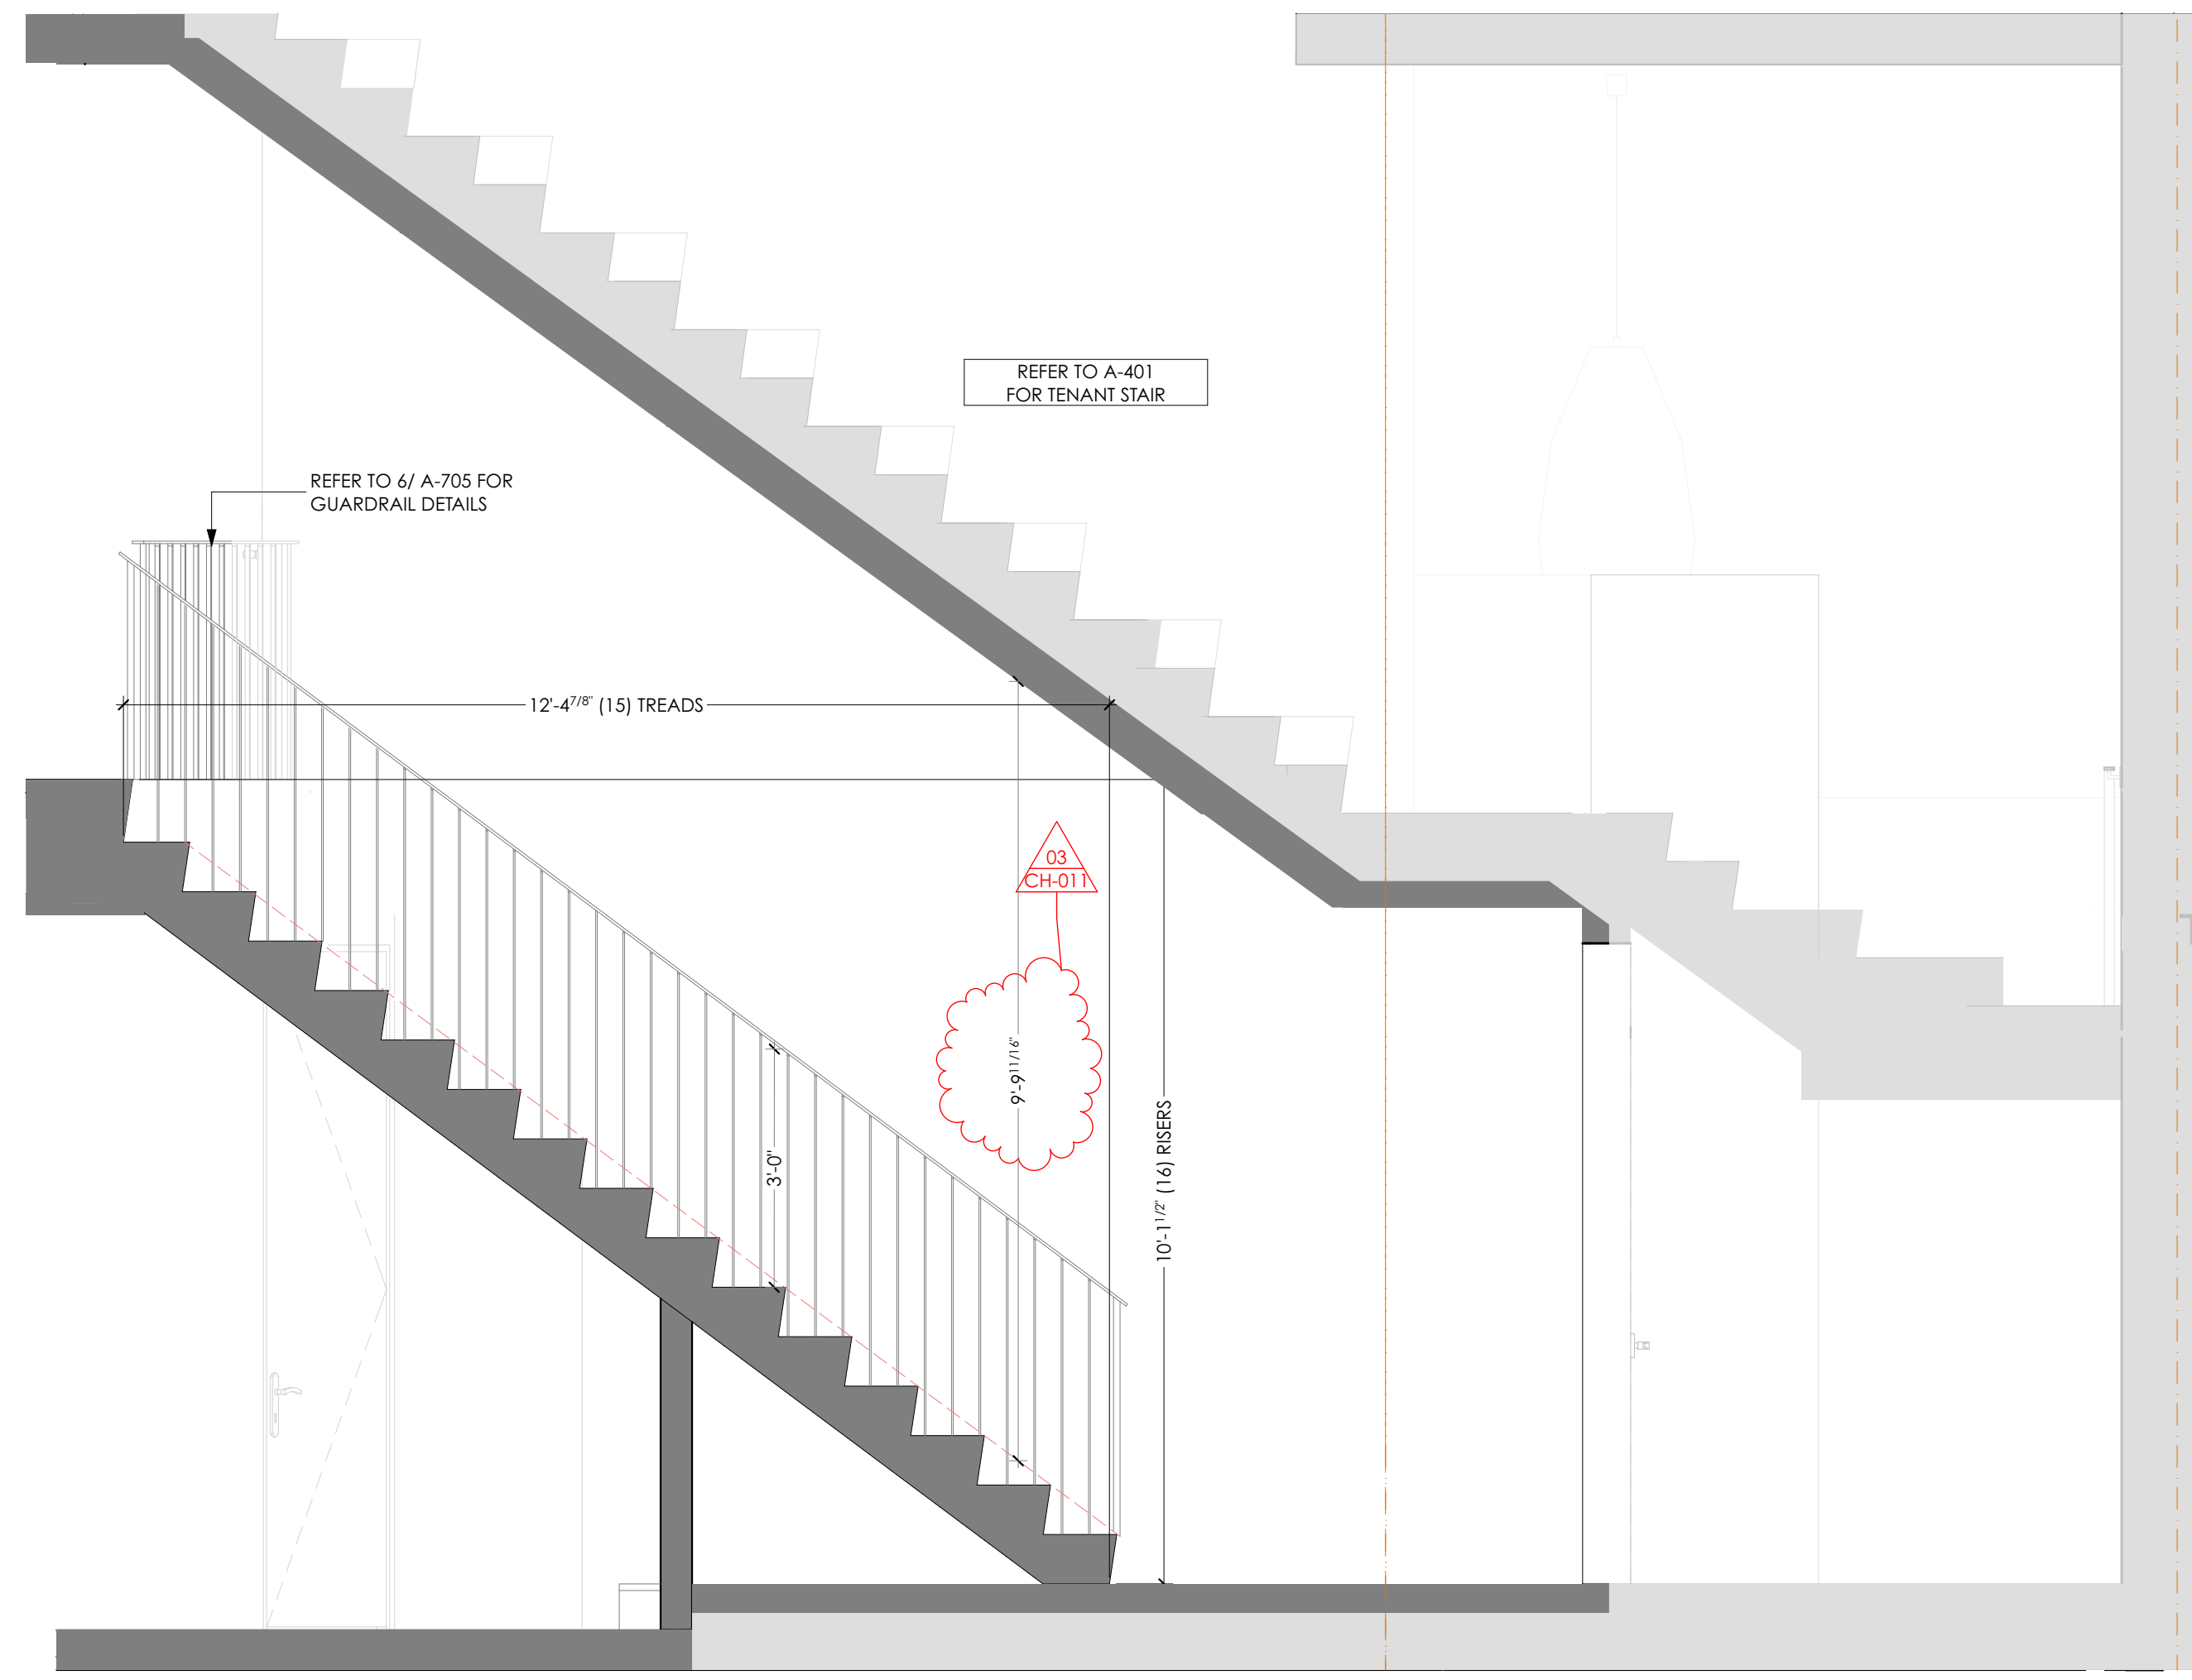 REFER TO A-401
FOR TENANT STAIR
REFER TO 6/ A-705 FOR
GUARDRAIL DETAILS
12'-4 7/8" (15) TREADS
03
CH-011
9'-9 11/16"
3'-0"
10'-1 1/2" (16) RISERS